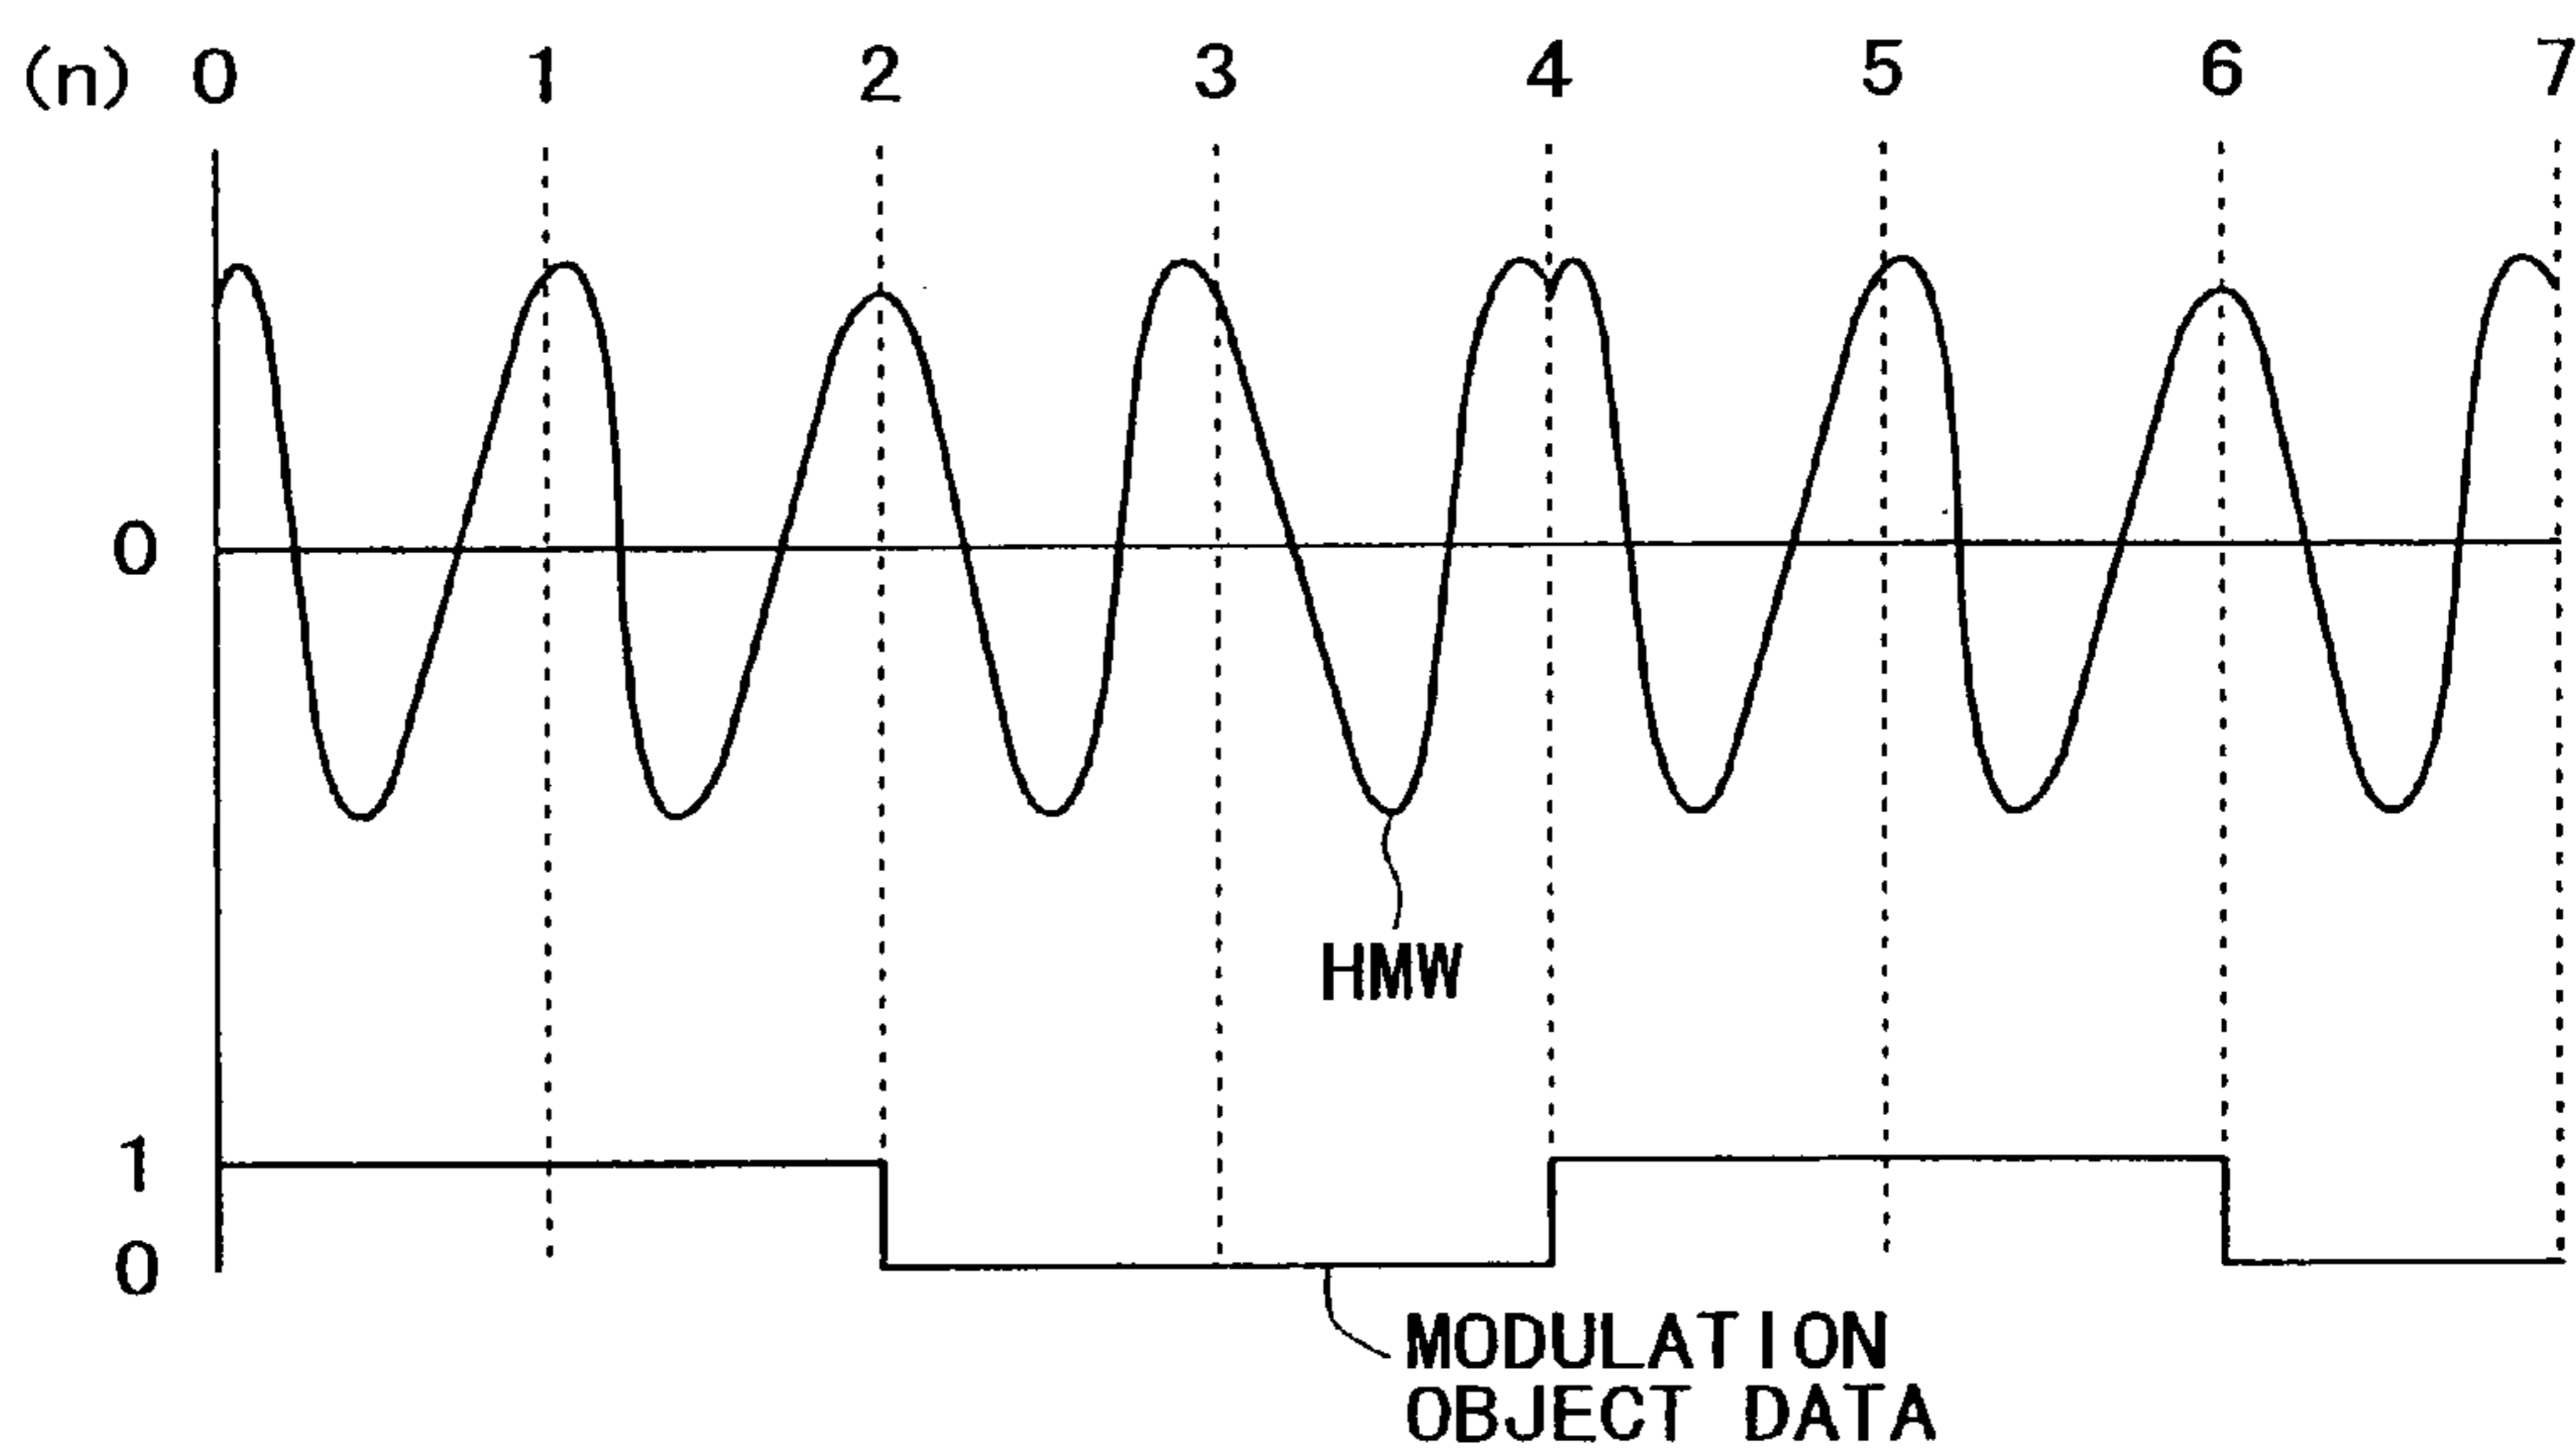 (n) 0 1 2 3 4 5 6 7
0
HMW
1
0
MODULATION
OBJECT DATA